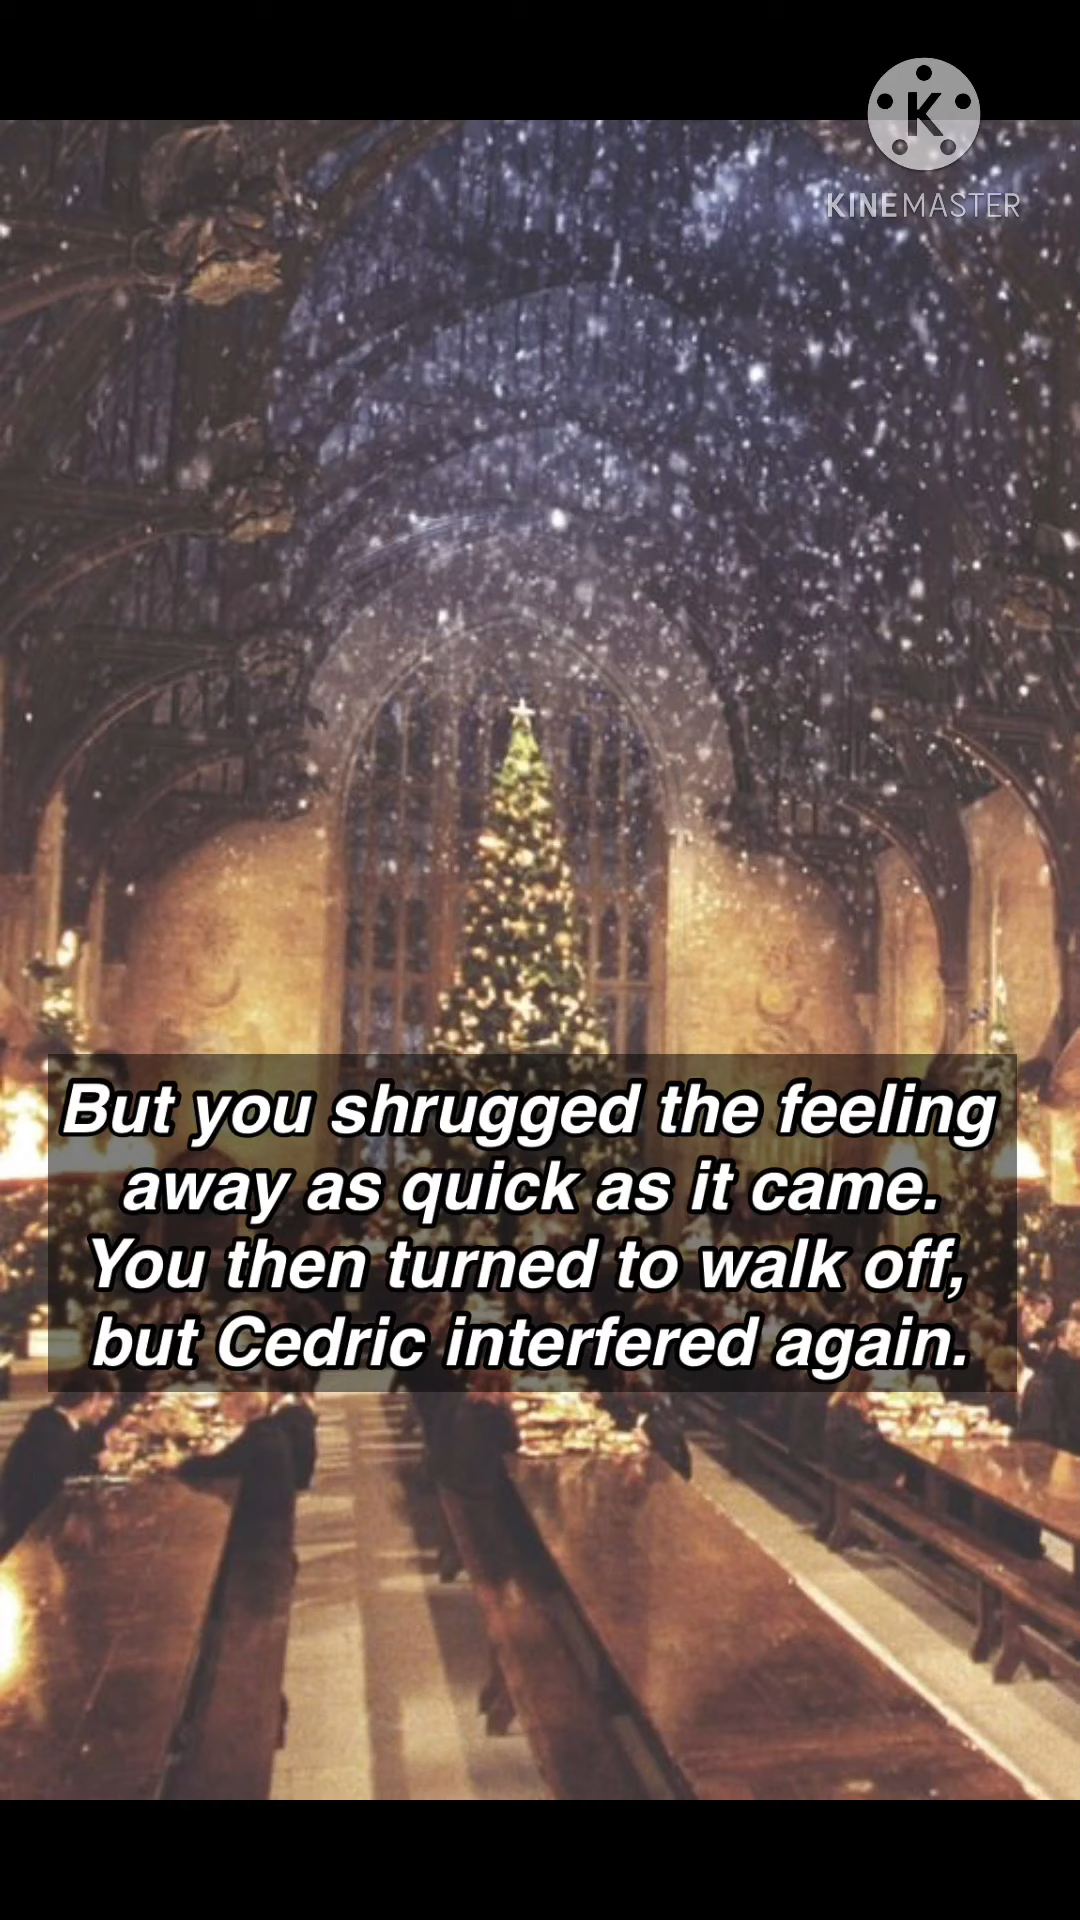 K
KINEMASTER
But you shrugged the feeling
away as quick as it came.
You then turned to walk off,
but Cedric interfered again.